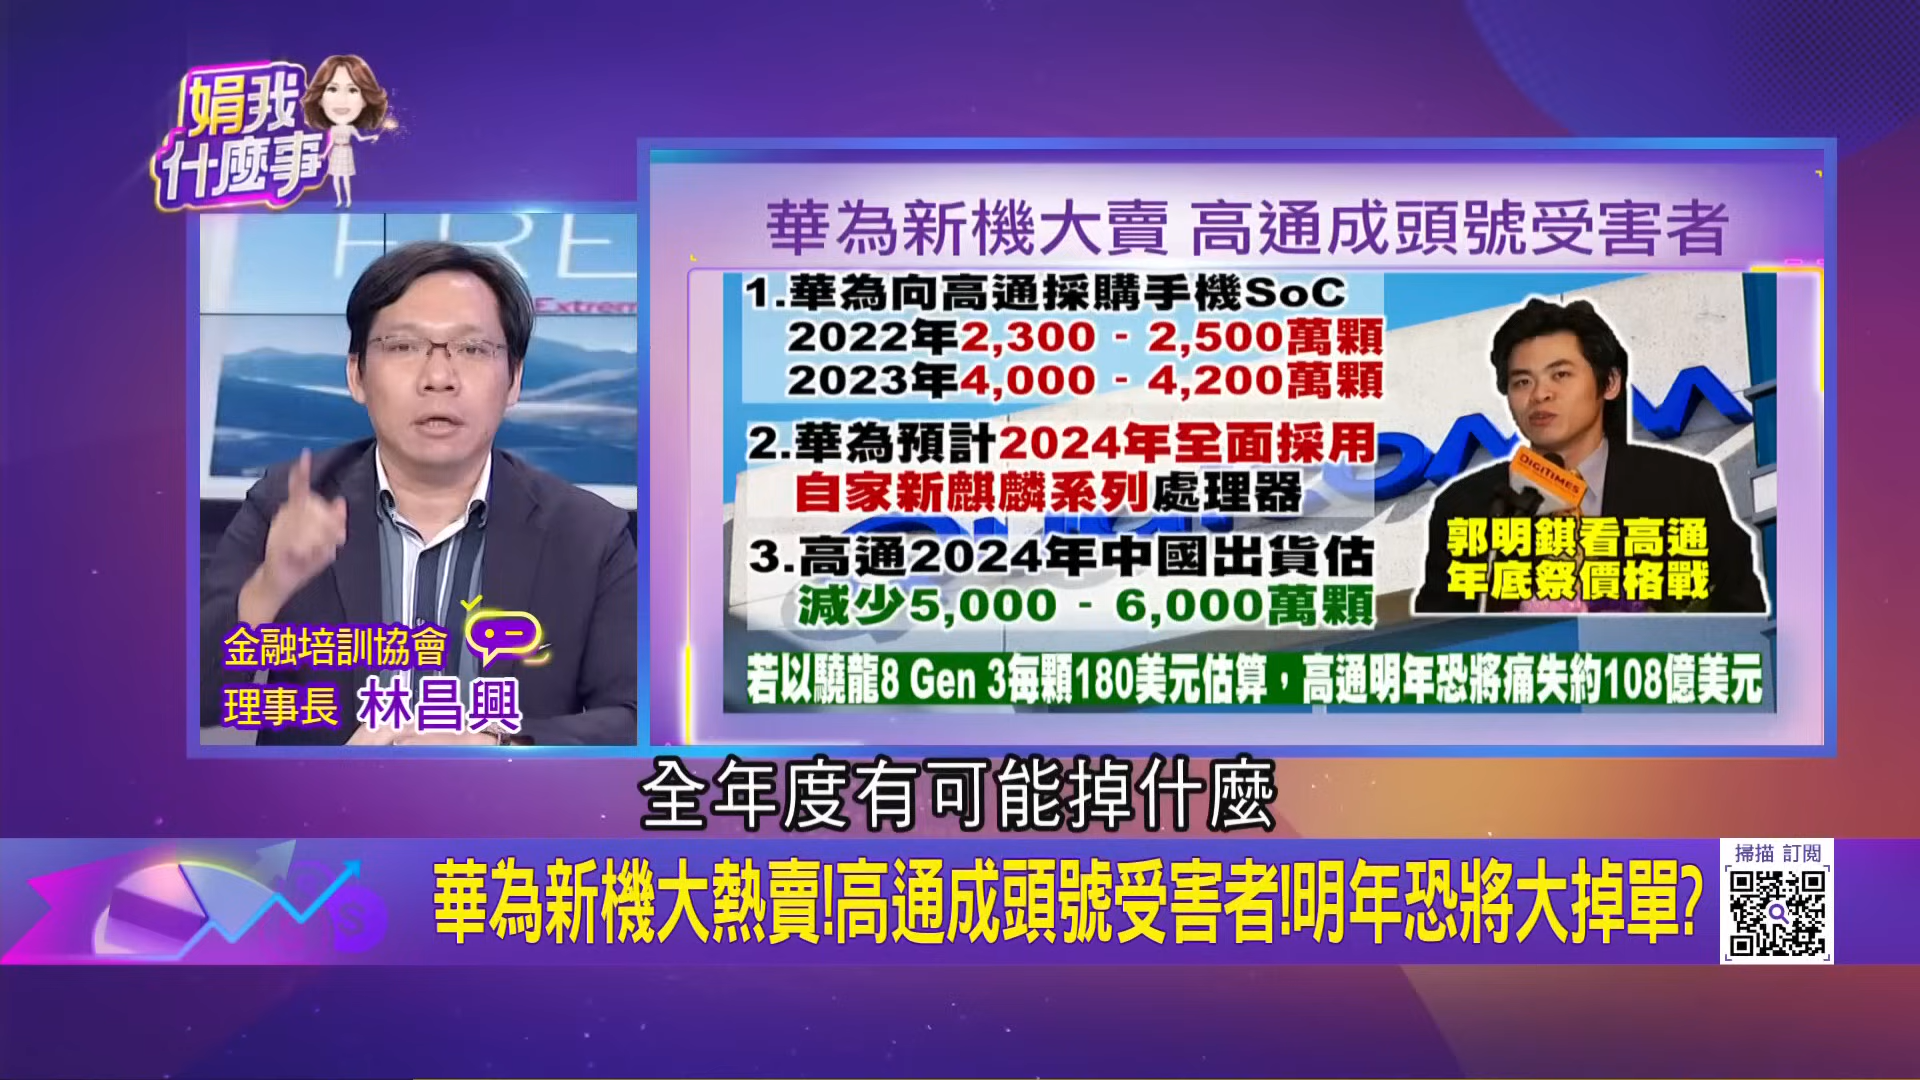 娟我
什麼事
FRE
Extrem
金融培訓協會
理事長 林昌興
華為新機大賣 高通成頭號受害者
1.華為向高通採購手機SoC
2022年2,300 - 2,500萬顆
2023年4,000 - 4,200萬顆
2.華為預計2024年全面採用
自家新麒麟系列處理器
3.高通2024年中國出貨估
減少5,000 - 6,000萬顆
DIGITIMES
郭明錤看高通
年底祭價格戰
若以驍龍8 Gen 3每顆180美元估算，高通明年恐將痛失約108億美元
全年度有可能掉什麼
華為新機大熱賣!高通成頭號受害者!明年恐將大掉單?
掃描 訂閱